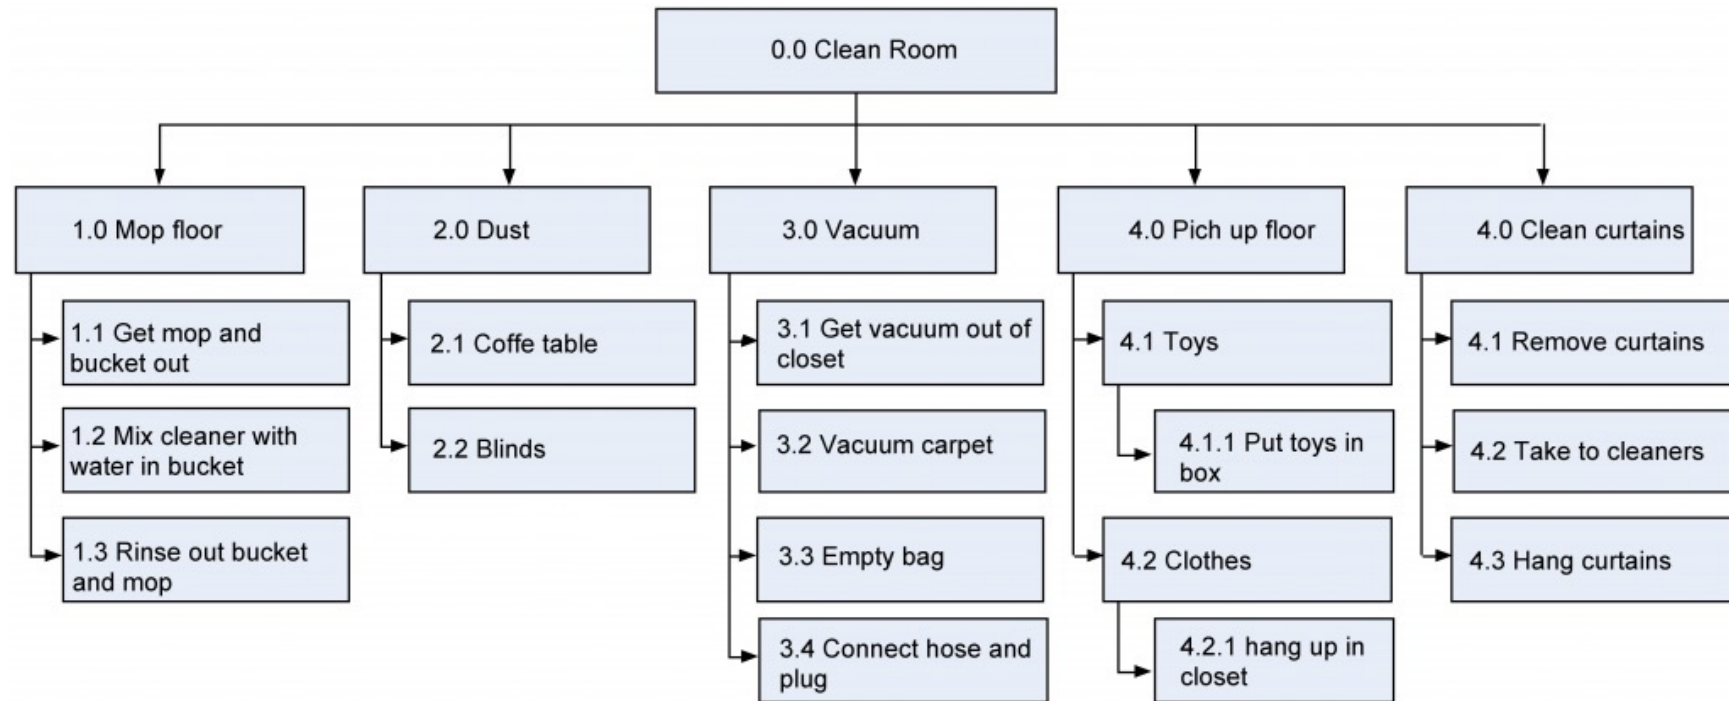 0.0 Clean Room
1.0 Mop floor
2.0 Dust
3.0 Vacuum
4.0 Pich up floor
4.0 Clean curtains
1.1 Get mop and
bucket out
1.2 Mix cleaner with
water in bucket
1.3 Rinse out bucket
and mop
2.1 Coffe table
2.2 Blinds
3.1 Get vacuum out of
closet
3.2 Vacuum carpet
3.3 Empty bag
3.4 Connect hose and
plug
4.1 Toys
4.1.1 Put toys in
box
4.2 Clothes
4.2.1 hang up in
closet
4.1 Remove curtains
4.2 Take to cleaners
4.3 Hang curtains